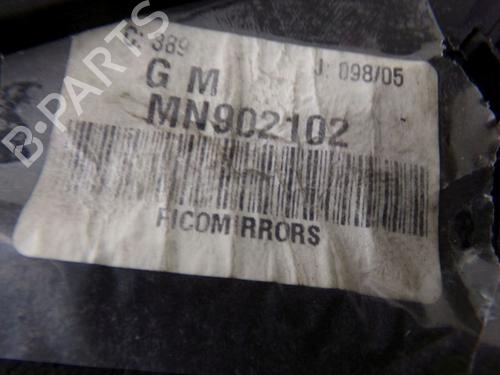 C: 389
J: 098/05
G M
MN902102
FICOMIRRORS
B-PARTS